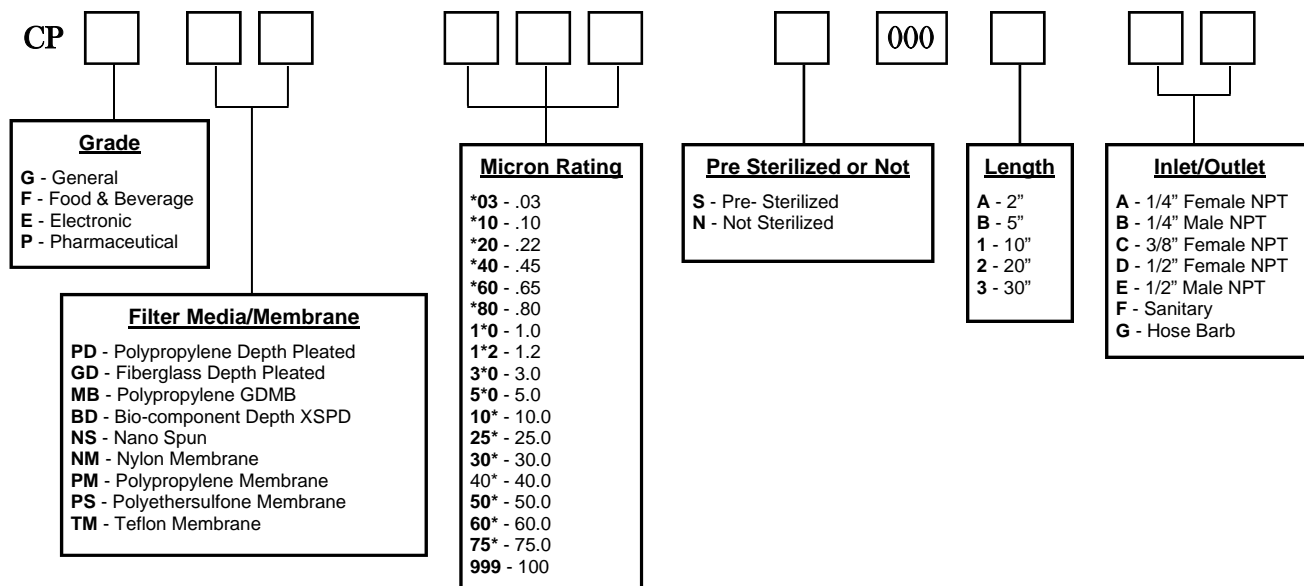 CP 000
Grade
G - General
F - Food & Beverage
E - Electronic
P - Pharmaceutical
Filter Media/Membrane
PD - Polypropylene Depth Pleated
GD - Fiberglass Depth Pleated
MB - Polypropylene GDMB
BD - Bio-component Depth XSPD
NS - Nano Spun
NM - Nylon Membrane
PM - Polypropylene Membrane
PS - Polyethersulfone Membrane
TM - Teflon Membrane
Micron Rating
*03 - .03
*10 - .10
*20 - .22
*40 - .45
*60 - .65
*80 - .80
1*0 - 1.0
1*2 - 1.2
3*0 - 3.0
5*0 - 5.0
10* - 10.0
25* - 25.0
30* - 30.0
40* - 40.0
50* - 50.0
60* - 60.0
75* - 75.0
999 - 100
Pre Sterilized or Not
S - Pre- Sterilized
N - Not Sterilized
Length
A - 2”
B - 5”
1 - 10”
2 - 20”
3 - 30”
Inlet/Outlet
A - 1/4” Female NPT
B - 1/4” Male NPT
C - 3/8” Female NPT
D - 1/2” Female NPT
E - 1/2” Male NPT
F - Sanitary
G - Hose Barb